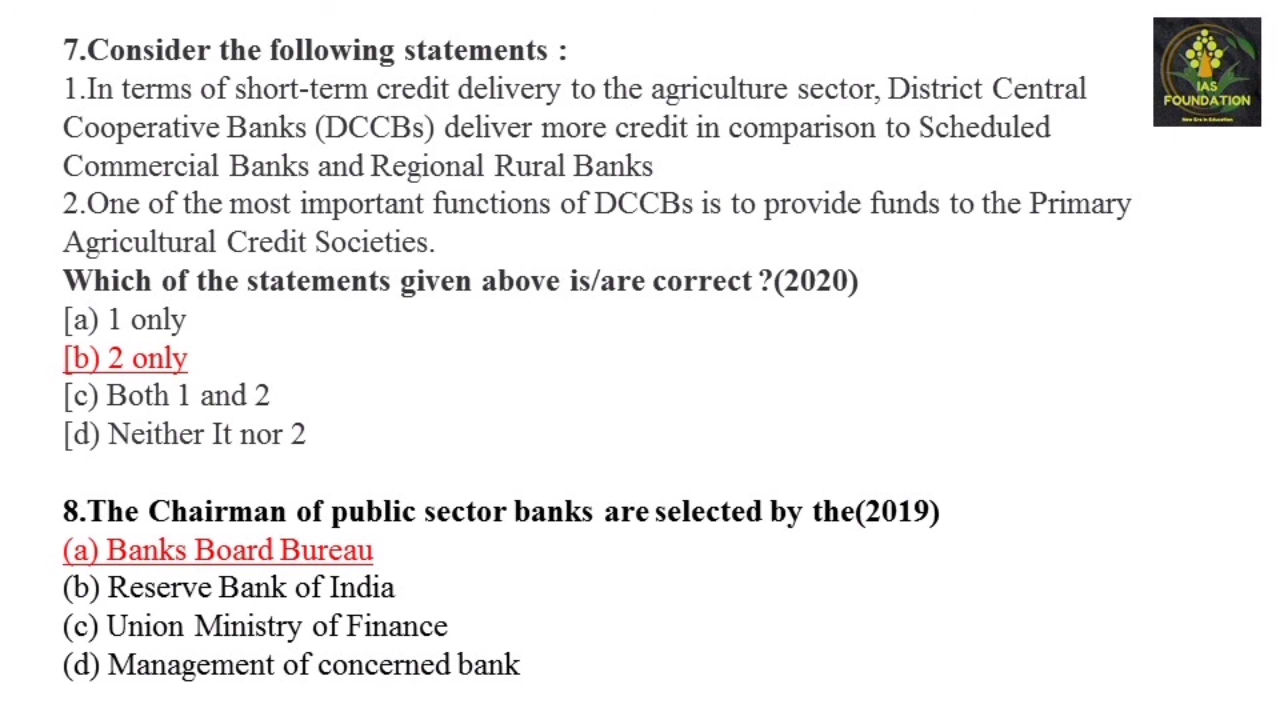 7.Consider the following statements :
1.In terms of short-term credit delivery to the agriculture sector, District Central
Cooperative Banks (DCCBs) deliver more credit in comparison to Scheduled
Commercial Banks and Regional Rural Banks
2.One of the most important functions of DCCBs is to provide funds to the Primary
Agricultural Credit Societies.
Which of the statements given above is/are correct ?(2020)
[a) 1 only
[b) 2 only
[c) Both 1 and 2
[d) Neither It nor 2
8.The Chairman of public sector banks are selected by the(2019)
(a) Banks Board Bureau
(b) Reserve Bank of India
(c) Union Ministry of Finance
(d) Management of concerned bank
IAS
FOUNDATION
New Era in Education